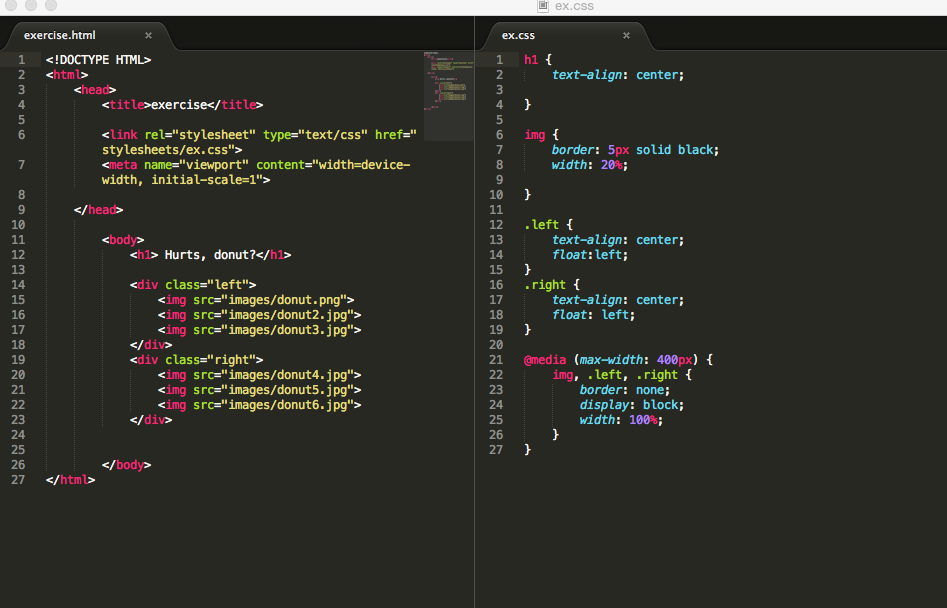 ex.css
exercise.html ×
1 <!DOCTYPE HTML>
2 <html>
3 <head>
4 <title>exercise</title>
5
6 <link rel="stylesheet" type="text/css" href="
stylesheets/ex.css">
7 <meta name="viewport" content="width=device-
width, initial-scale=1">
8
9 </head>
10
11 <body>
12 <h1> Hurts, donut?</h1>
13
14 <div class="left">
15 <img src="images/donut.png">
16 <img src="images/donut2.jpg">
17 <img src="images/donut3.jpg">
18 </div>
19 <div class="right">
20 <img src="images/donut4.jpg">
21 <img src="images/donut5.jpg">
22 <img src="images/donut6.jpg">
23 </div>
24
25
26 </body>
27 </html>
ex.css ×
1 h1 {
2 text-align: center;
3
4 }
5
6 img {
7 border: 5px solid black;
8 width: 20%;
9
10 }
11
12 .left {
13 text-align: center;
14 float:left;
15 }
16 .right {
17 text-align: center;
18 float: left;
19 }
20
21 @media (max-width: 400px) {
22 img, .left, .right {
23 border: none;
24 display: block;
25 width: 100%;
26 }
27 }